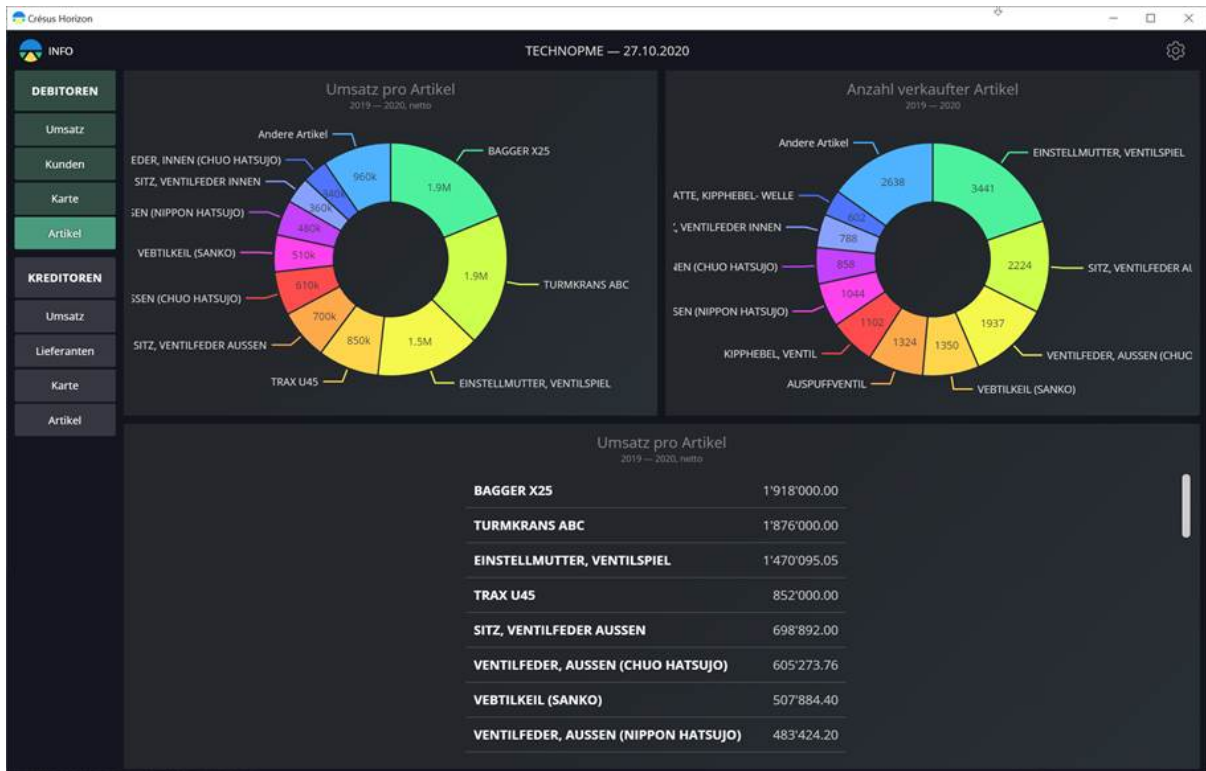 Crésus Horizon
INFO
TECHNOPME — 27.10.2020
DEBITOREN
Umsatz
Kunden
Karte
Artikel
KREDITOREN
Umsatz
Lieferanten
Karte
Artikel
Umsatz pro Artikel
2019 — 2020, netto
Andere Artikel
EDER, INNEN (CHUO HATSUJO)
SITZ, VENTILFEDER INNEN
SEN (NIPPON HATSUJO)
VEBTILKEIL (SANKO)
SSEN (CHUO HATSUJO)
SITZ, VENTILFEDER AUSSEN
TRAX U45
BAGGER X25
TURMKRANS ABC
EINSTELLMUTTER, VENTILSPIEL
960k
340k
360k
480k
510k
610k
700k
850k
1.5M
1.9M
1.9M
Anzahl verkaufter Artikel
2019 — 2020
Andere Artikel
ATTE, KIPPHEBEL- WELLE
, VENTILFEDER INNEN
EN (CHUO HATSUJO)
SEN (NIPPON HATSUJO)
KIPPHEBEL, VENTIL
AUSPUFFVENTIL
EINSTELLMUTTER, VENTILSPIEL
SITZ, VENTILFEDER AU
VENTILFEDER, AUSSEN (CHUO
VEBTILKEIL (SANKO)
2638
602
788
858
1044
1102
1324
1350
1937
2224
3441
Umsatz pro Artikel
2019 — 2020, netto
BAGGER X25 1'918'000.00
TURMKRANS ABC 1'876'000.00
EINSTELLMUTTER, VENTILSPIEL 1'470'095.05
TRAX U45 852'000.00
SITZ, VENTILFEDER AUSSEN 698'892.00
VENTILFEDER, AUSSEN (CHUO HATSUJO) 605'273.76
VEBTILKEIL (SANKO) 507'884.40
VENTILFEDER, AUSSEN (NIPPON HATSUJO) 483'424.20